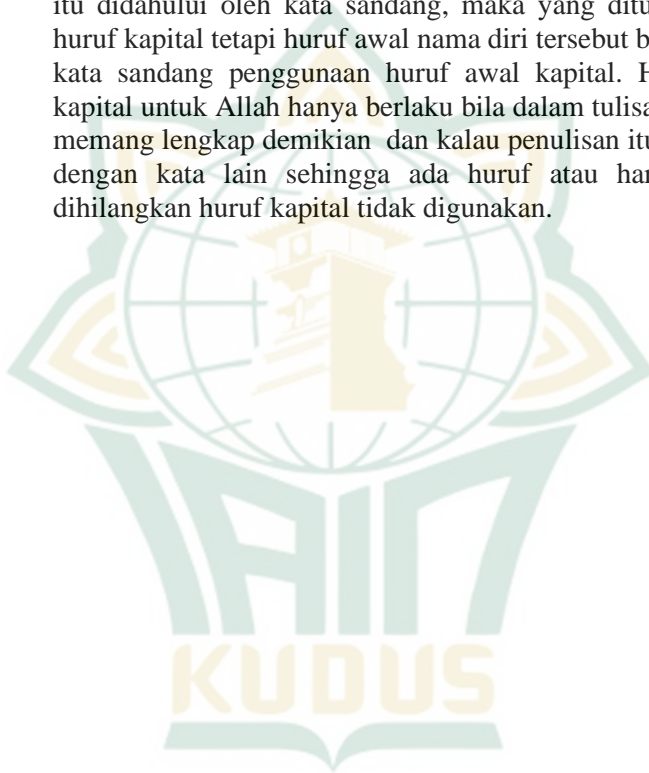 itu didahului oleh kata sandang, maka yang ditu
huruf kapital tetapi huruf awal nama diri tersebut b
kata sandang penggunaan huruf awal kapital. H
kapital untuk Allah hanya berlaku bila dalam tulisa
memang lengkap demikian dan kalau penulisan itu
dengan kata lain sehingga ada huruf atau har
dihilangkan huruf kapital tidak digunakan.
IAIN
KUDUS